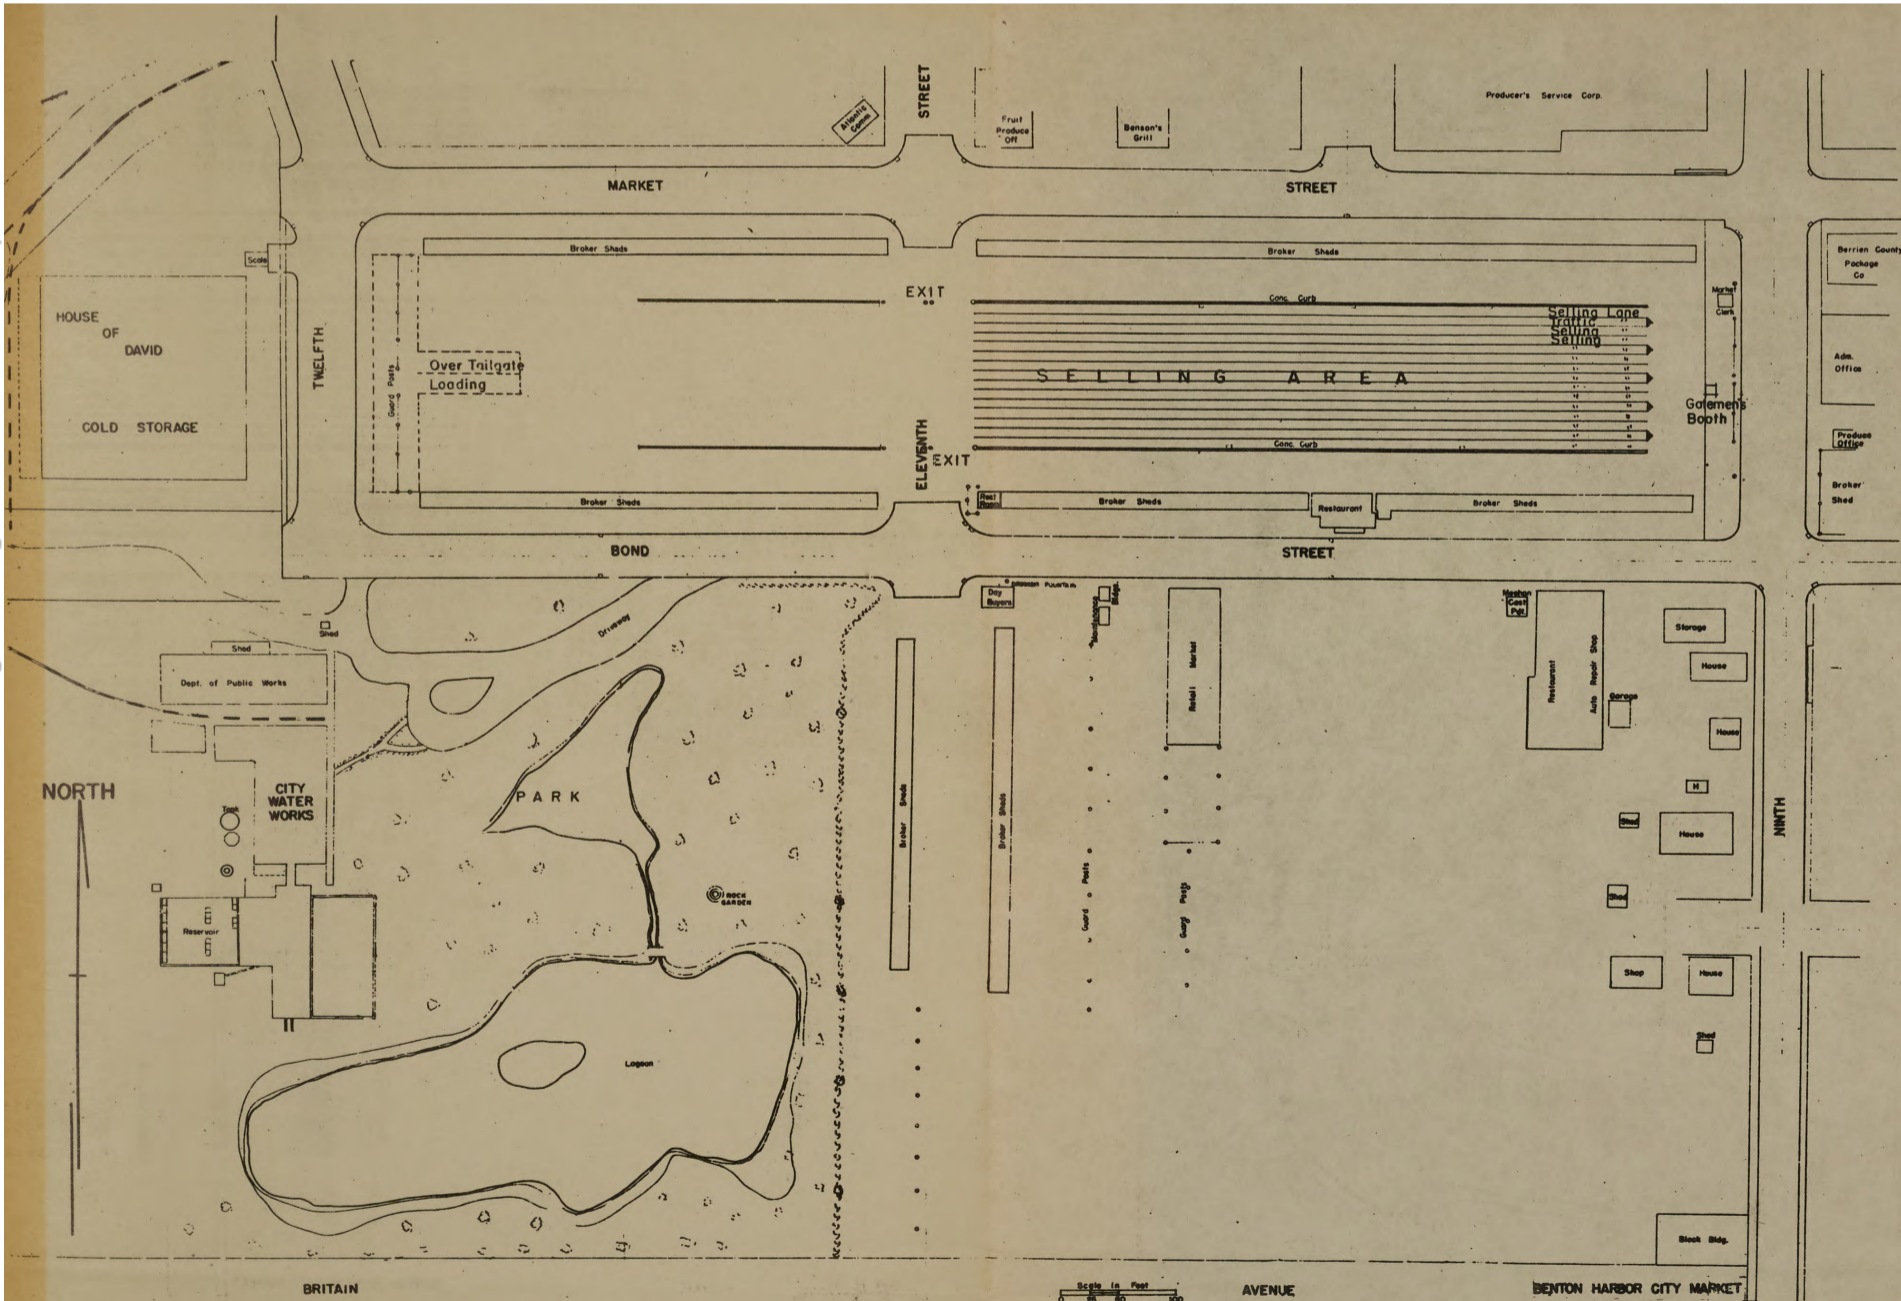 STREET
Atlantic
Comm
Fruit
Produce
Off
Benson's
Grill
Producer's Service Corp.
MARKET
STREET
Broker Sheds
Broker Sheds
Scale
Berrien County
Package
Co
EXIT
Conc. Curb
Market
Clerk
HOUSE
OF
DAVID
COLD STORAGE
TWELFTH
Guard Posts
Over Tailgate
Loading
Selling Lane
Traffic
Selling
Selling
SELLING AREA
Adm.
Office
Gatemen's
Booth
ELEVENTH
EXIT
Conc. Curb
Produce
Office
Broker
Shed
Broker Sheds
Rest
Room
Broker Sheds
Restaurant
Broker Sheds
BOND
STREET
Day
Buyers
Maintenance
Bldgs.
Retail Market
Restaurant
Auto Repair Shop
Garage
Storage
House
House
H
Shed
House
Shed
Shop
House
Shed
Shed
Driveway
Shed
Dept. of Public Works
NORTH
CITY
WATER
WORKS
Tank
PARK
Broker Sheds
Broker Sheds
NINTH
Guard Posts
Guard Posts
ROCK
GARDEN
Reservoir
Lagoon
Block Bldg.
BRITAIN
Scale in Feet
AVENUE
BENTON HARBOR CITY MARKET